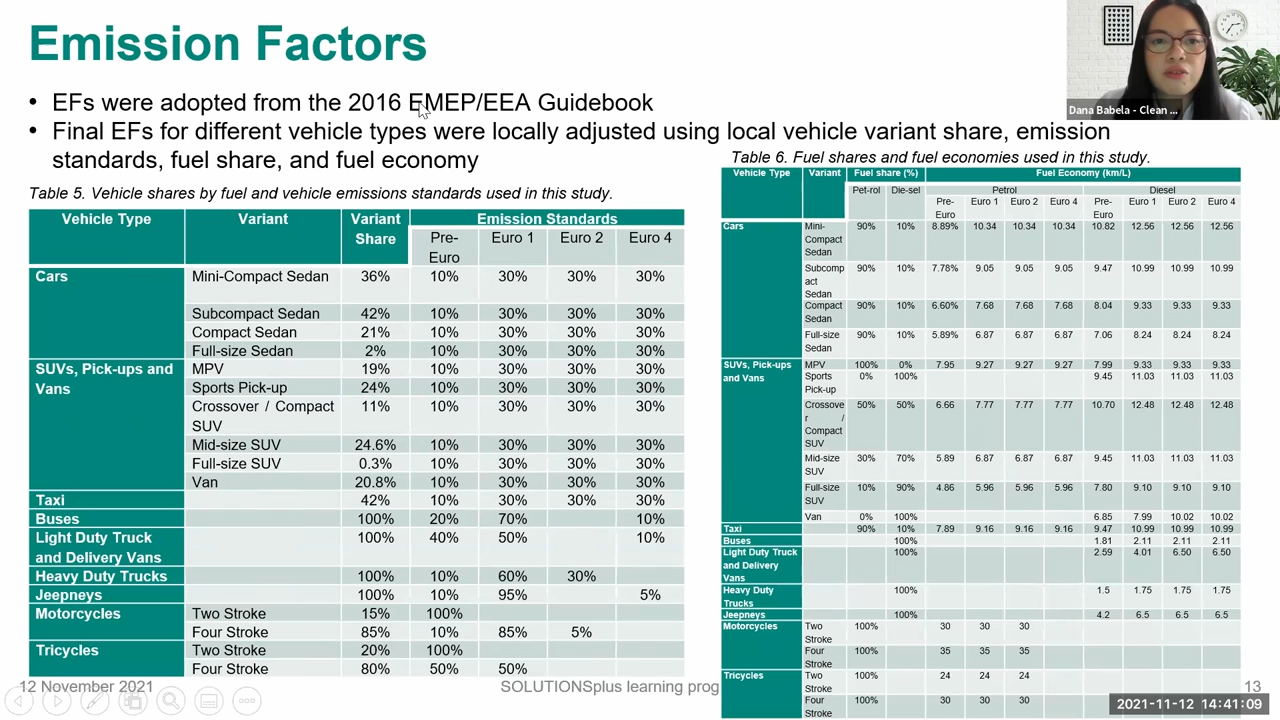 Emission Factors
• EFs were adopted from the 2016 EMEP/EEA Guidebook
• Final EFs for different vehicle types were locally adjusted using local vehicle variant share, emission
standards, fuel share, and fuel economy
Dana Babela - Clean ...
Table 5. Vehicle shares by fuel and vehicle emissions standards used in this study.
Vehicle Type Variant Variant Share Emission Standards
Pre-Euro Euro 1 Euro 2 Euro 4
Cars Mini-Compact Sedan 36% 10% 30% 30% 30%
Subcompact Sedan 42% 10% 30% 30% 30%
Compact Sedan 21% 10% 30% 30% 30%
Full-size Sedan 2% 10% 30% 30% 30%
SUVs, Pick-ups and Vans MPV 19% 10% 30% 30% 30%
Sports Pick-up 24% 10% 30% 30% 30%
Crossover / Compact SUV 11% 10% 30% 30% 30%
Mid-size SUV 24.6% 10% 30% 30% 30%
Full-size SUV 0.3% 10% 30% 30% 30%
Van 20.8% 10% 30% 30% 30%
Taxi 42% 10% 30% 30% 30%
Buses 100% 20% 70% 10%
Light Duty Truck and Delivery Vans 100% 40% 50% 10%
Heavy Duty Trucks 100% 10% 60% 30%
Jeepneys 100% 10% 95% 5%
Motorcycles Two Stroke 15% 100%
Four Stroke 85% 10% 85% 5%
Tricycles Two Stroke 20% 100%
Four Stroke 80% 50% 50%
Table 6. Fuel shares and fuel economies used in this study.
Vehicle Type Variant Fuel share (%) Fuel Economy (km/L)
Pet-rol Die-sel Petrol Diesel
Pre-Euro Euro 1 Euro 2 Euro 4 Pre-Euro Euro 1 Euro 2 Euro 4
Cars Mini-Compact Sedan 90% 10% 8.89% 10.34 10.34 10.34 10.82 12.56 12.56 12.56
Subcompact Sedan 90% 10% 7.78% 9.05 9.05 9.05 9.47 10.99 10.99 10.99
Compact Sedan 90% 10% 6.60% 7.68 7.68 7.68 8.04 9.33 9.33 9.33
Full-size Sedan 90% 10% 5.89% 6.87 6.87 6.87 7.06 8.24 8.24 8.24
SUVs, Pick-ups and Vans MPV 100% 0% 7.95 9.27 9.27 9.27 7.99 9.33 9.33 9.33
Sports Pick-up 0% 100% 9.45 11.03 11.03 11.03
Crossover / Compact SUV 50% 50% 6.66 7.77 7.77 7.77 10.70 12.48 12.48 12.48
Mid-size SUV 30% 70% 5.89 6.87 6.87 6.87 9.45 11.03 11.03 11.03
Full-size SUV 10% 90% 4.86 5.96 5.96 5.96 7.80 9.10 9.10 9.10
Van 0% 100% 6.85 7.99 10.02 10.02
Taxi 90% 10% 7.89 9.16 9.16 9.16 9.47 10.99 10.99 10.99
Buses 100% 1.81 2.11 2.11 2.11
Light Duty Truck and Delivery Vans 100% 2.59 4.01 6.50 6.50
Heavy Duty Trucks 100% 1.5 1.75 1.75 1.75
Jeepneys 100% 4.2 6.5 6.5 6.5
Motorcycles Two Stroke 100% 30 30 30
Four Stroke 100% 35 35 35
Tricycles Two Stroke 100% 24 24 24
Four Stroke 100% 30 30 30
12 November 2021
SOLUTIONSplus learning prog
13
2021-11-12 14:41:09